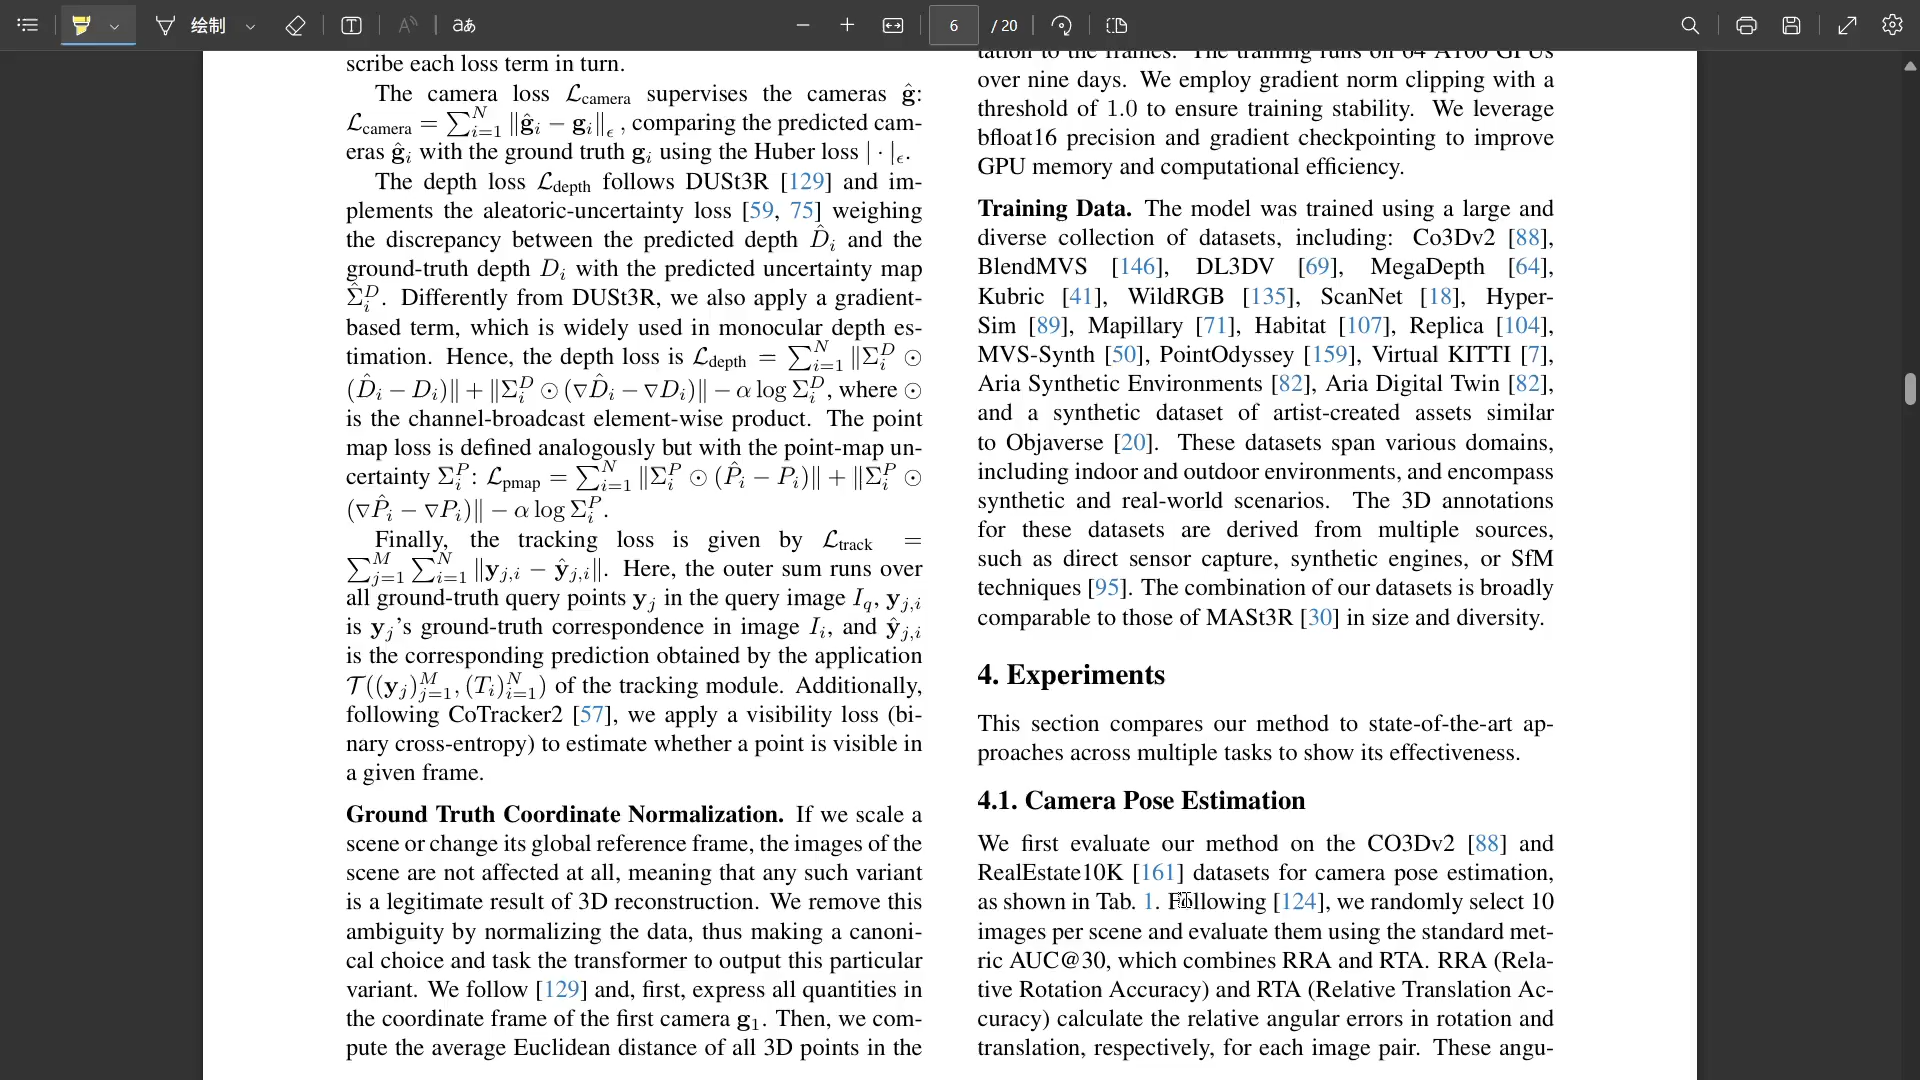 绘制
aあ
6
/ 20
scribe each loss term in turn.
The camera loss ℒcamera supervises the cameras ĝ:
ℒcamera = ∑_{i=1}^{N} ‖ĝ_i − g_i‖_ϵ , comparing the predicted cam-
eras ĝ_i with the ground truth g_i using the Huber loss | · |_ϵ.
The depth loss ℒdepth follows DUSt3R [129] and im-
plements the aleatoric-uncertainty loss [59, 75] weighing
the discrepancy between the predicted depth D̂_i and the
ground-truth depth D_i with the predicted uncertainty map
Σ̂_i^D. Differently from DUSt3R, we also apply a gradient-
based term, which is widely used in monocular depth es-
timation. Hence, the depth loss is ℒdepth = ∑_{i=1}^{N} ‖Σ_i^D ⊙
(D̂_i − D_i)‖ + ‖Σ_i^D ⊙ (▿D̂_i − ▿D_i)‖ − α log Σ_i^D, where ⊙
is the channel-broadcast element-wise product. The point
map loss is defined analogously but with the point-map un-
certainty Σ_i^P: ℒpmap = ∑_{i=1}^{N} ‖Σ_i^P ⊙ (P̂_i − P_i)‖ + ‖Σ_i^P ⊙
(▿P̂_i − ▿P_i)‖ − α log Σ_i^P.
Finally, the tracking loss is given by ℒtrack =
∑_{j=1}^{M} ∑_{i=1}^{N} ‖y_{j,i} − ŷ_{j,i}‖. Here, the outer sum runs over
all ground-truth query points y_j in the query image I_q, y_{j,i}
is y_j's ground-truth correspondence in image I_i, and ŷ_{j,i}
is the corresponding prediction obtained by the application
𝒯((y_j)_{j=1}^{M}, (T_i)_{i=1}^{N}) of the tracking module. Additionally,
following CoTracker2 [57], we apply a visibility loss (bi-
nary cross-entropy) to estimate whether a point is visible in
a given frame.
Ground Truth Coordinate Normalization. If we scale a
scene or change its global reference frame, the images of the
scene are not affected at all, meaning that any such variant
is a legitimate result of 3D reconstruction. We remove this
ambiguity by normalizing the data, thus making a canoni-
cal choice and task the transformer to output this particular
variant. We follow [129] and, first, express all quantities in
the coordinate frame of the first camera g_1. Then, we com-
pute the average Euclidean distance of all 3D points in the
tation to the frames. The training runs on 64 A100 GPUs
over nine days. We employ gradient norm clipping with a
threshold of 1.0 to ensure training stability. We leverage
bfloat16 precision and gradient checkpointing to improve
GPU memory and computational efficiency.
Training Data. The model was trained using a large and
diverse collection of datasets, including: Co3Dv2 [88],
BlendMVS [146], DL3DV [69], MegaDepth [64],
Kubric [41], WildRGB [135], ScanNet [18], Hyper-
Sim [89], Mapillary [71], Habitat [107], Replica [104],
MVS-Synth [50], PointOdyssey [159], Virtual KITTI [7],
Aria Synthetic Environments [82], Aria Digital Twin [82],
and a synthetic dataset of artist-created assets similar
to Objaverse [20]. These datasets span various domains,
including indoor and outdoor environments, and encompass
synthetic and real-world scenarios. The 3D annotations
for these datasets are derived from multiple sources,
such as direct sensor capture, synthetic engines, or SfM
techniques [95]. The combination of our datasets is broadly
comparable to those of MASt3R [30] in size and diversity.
4. Experiments
This section compares our method to state-of-the-art ap-
proaches across multiple tasks to show its effectiveness.
4.1. Camera Pose Estimation
We first evaluate our method on the CO3Dv2 [88] and
RealEstate10K [161] datasets for camera pose estimation,
as shown in Tab. 1. Following [124], we randomly select 10
images per scene and evaluate them using the standard met-
ric AUC@30, which combines RRA and RTA. RRA (Rela-
tive Rotation Accuracy) and RTA (Relative Translation Ac-
curacy) calculate the relative angular errors in rotation and
translation, respectively, for each image pair. These angu-